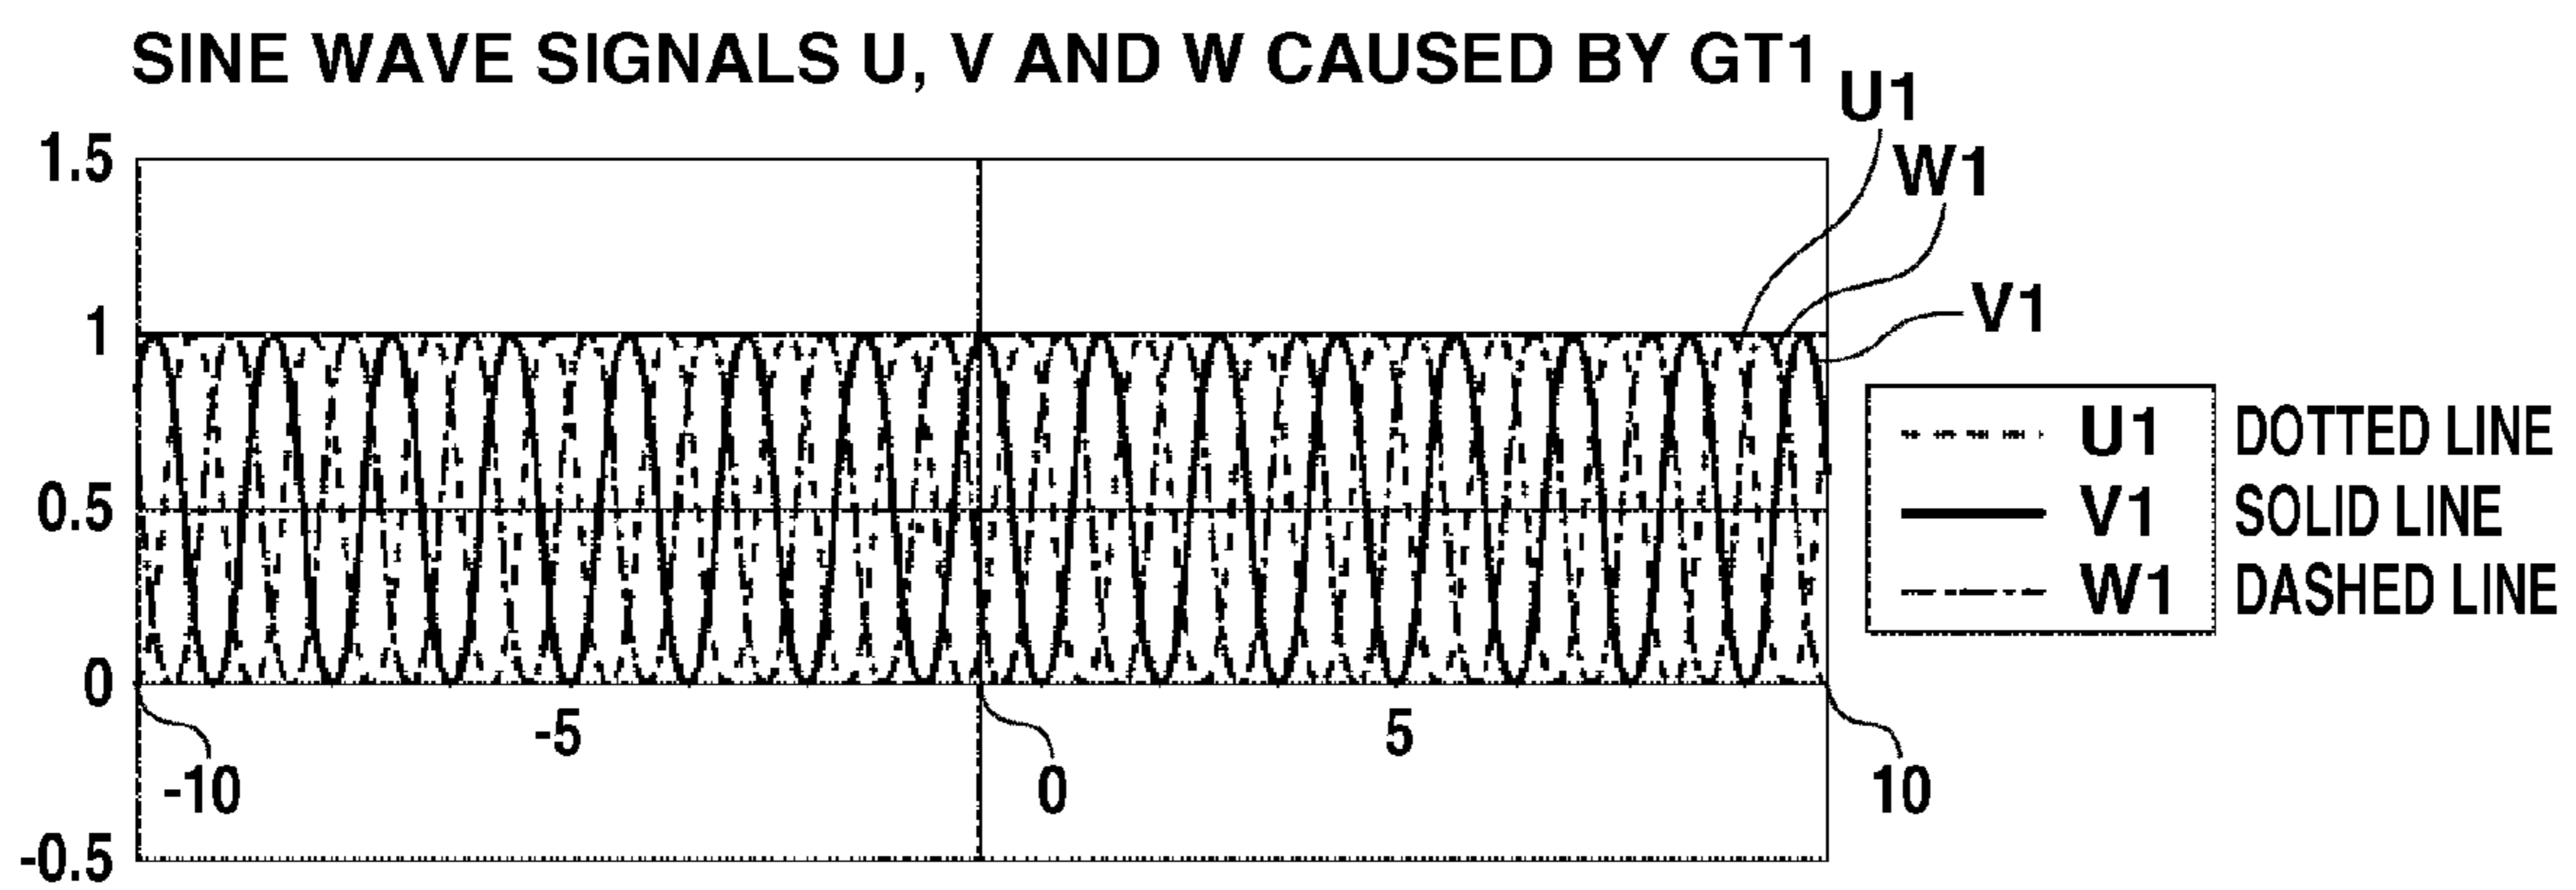 SINE WAVE SIGNALS U, V AND W CAUSED BY GT1
U1
W1
V1
1.5
1
0.5
0
-0.5
-10
-5
0
5
10
U1 DOTTED LINE
V1 SOLID LINE
W1 DASHED LINE